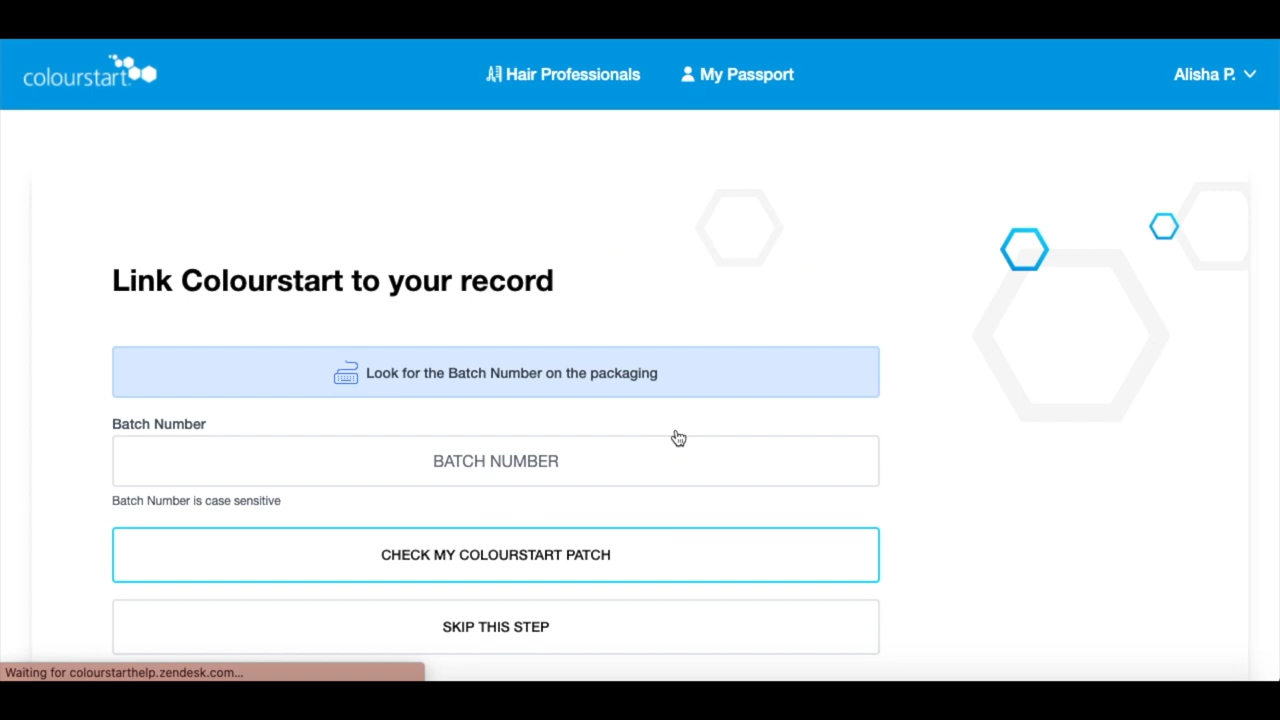 colourstart
Hair Professionals
My Passport
Alisha P.
Link Colourstart to your record
Look for the Batch Number on the packaging
Batch Number
BATCH NUMBER
Batch Number is case sensitive
CHECK MY COLOURSTART PATCH
SKIP THIS STEP
Waiting for colourstarthelp.zendesk.com...